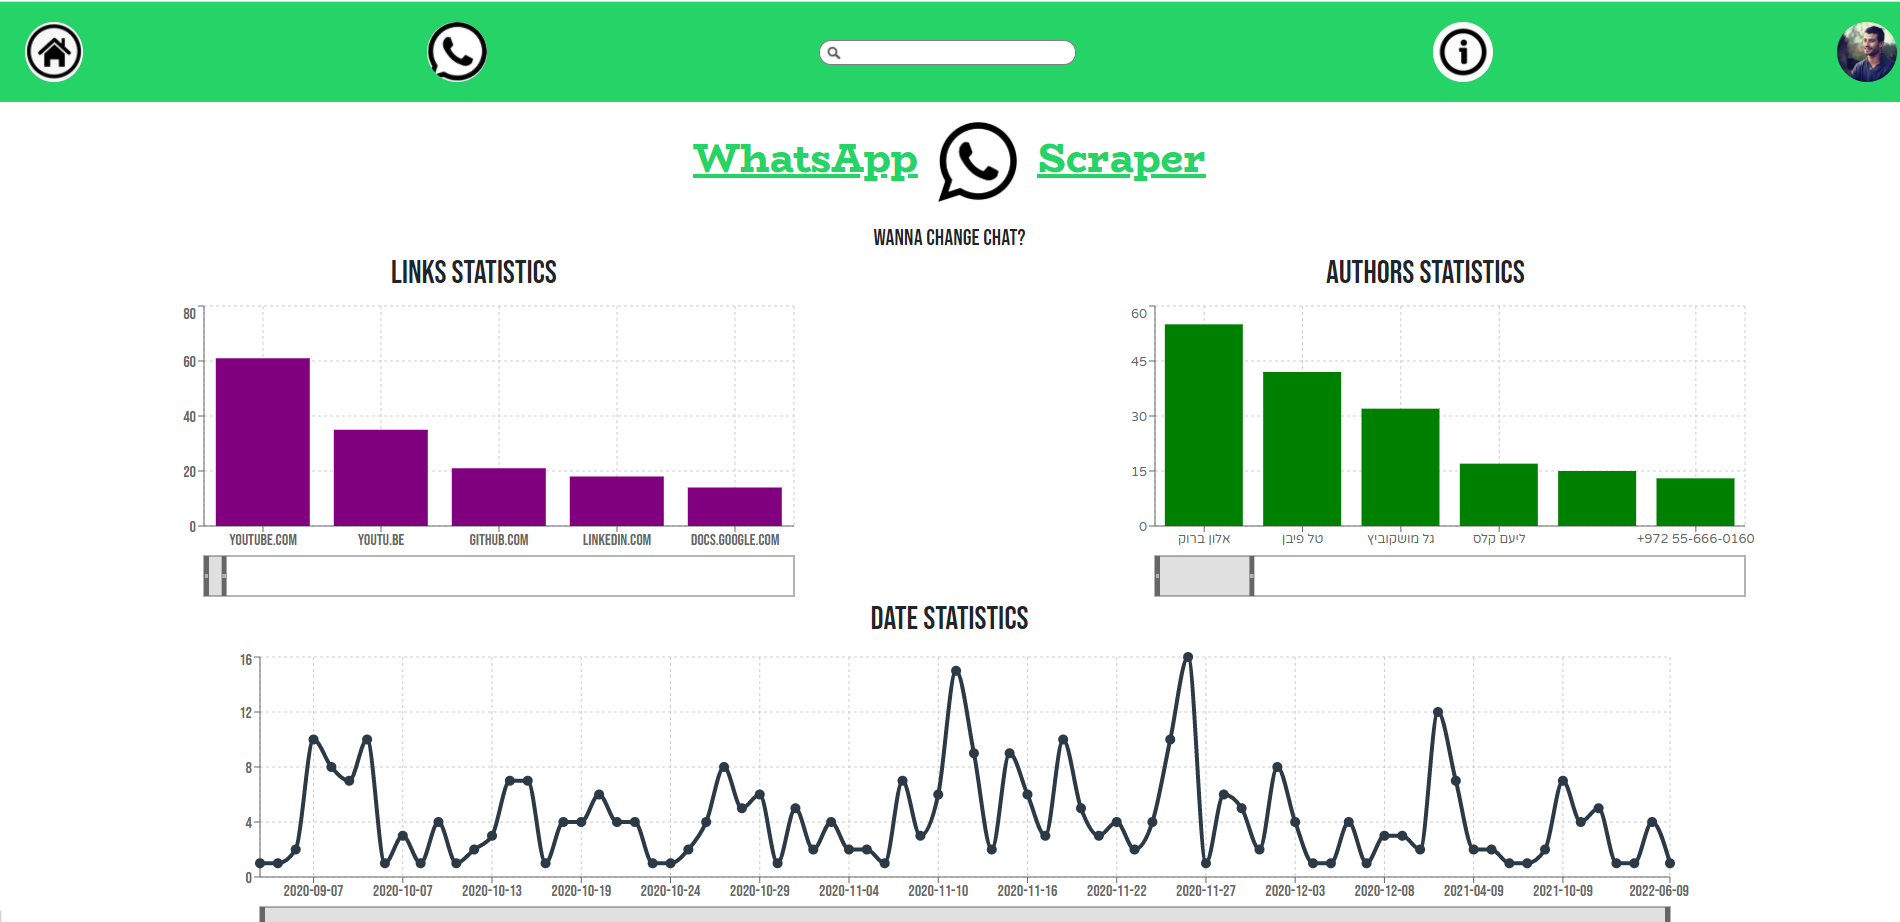 WhatsApp Scraper
WANNA CHANGE CHAT?
LINKS STATISTICS
80
60
40
20
0
YOUTUBE.COM YOUTU.BE GITHUB.COM LINKEDIN.COM DOCS.GOOGLE.COM
AUTHORS STATISTICS
60
45
30
15
0
אלון ברוק טל פיבן גל מושקוביץ ליעם קלס +972 55-666-0160
DATE STATISTICS
16
12
8
4
0
2020-09-07 2020-10-07 2020-10-13 2020-10-19 2020-10-24 2020-10-29 2020-11-04 2020-11-10 2020-11-16 2020-11-22 2020-11-27 2020-12-03 2020-12-08 2021-04-09 2021-10-09 2022-06-09